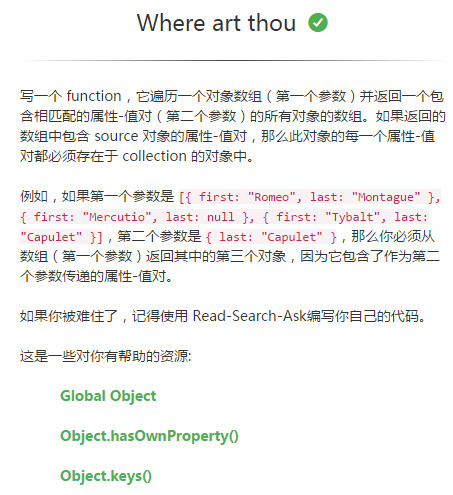 Where art thou
写一个 function，它遍历一个对象数组（第一个参数）并返回一个包
含相匹配的属性-值对（第二个参数）的所有对象的数组。如果返回的
数组中包含 source 对象的属性-值对，那么此对象的每一个属性-值
对都必须存在于 collection 的对象中。
例如，如果第一个参数是 [{ first: "Romeo", last: "Montague" },
{ first: "Mercutio", last: null }, { first: "Tybalt", last:
"Capulet" }]，第二个参数是 { last: "Capulet" }，那么你必须从
数组（第一个参数）返回其中的第三个对象，因为它包含了作为第二
个参数传递的属性-值对。
如果你被难住了，记得使用 Read-Search-Ask编写你自己的代码。
这是一些对你有帮助的资源:
Global Object
Object.hasOwnProperty()
Object.keys()